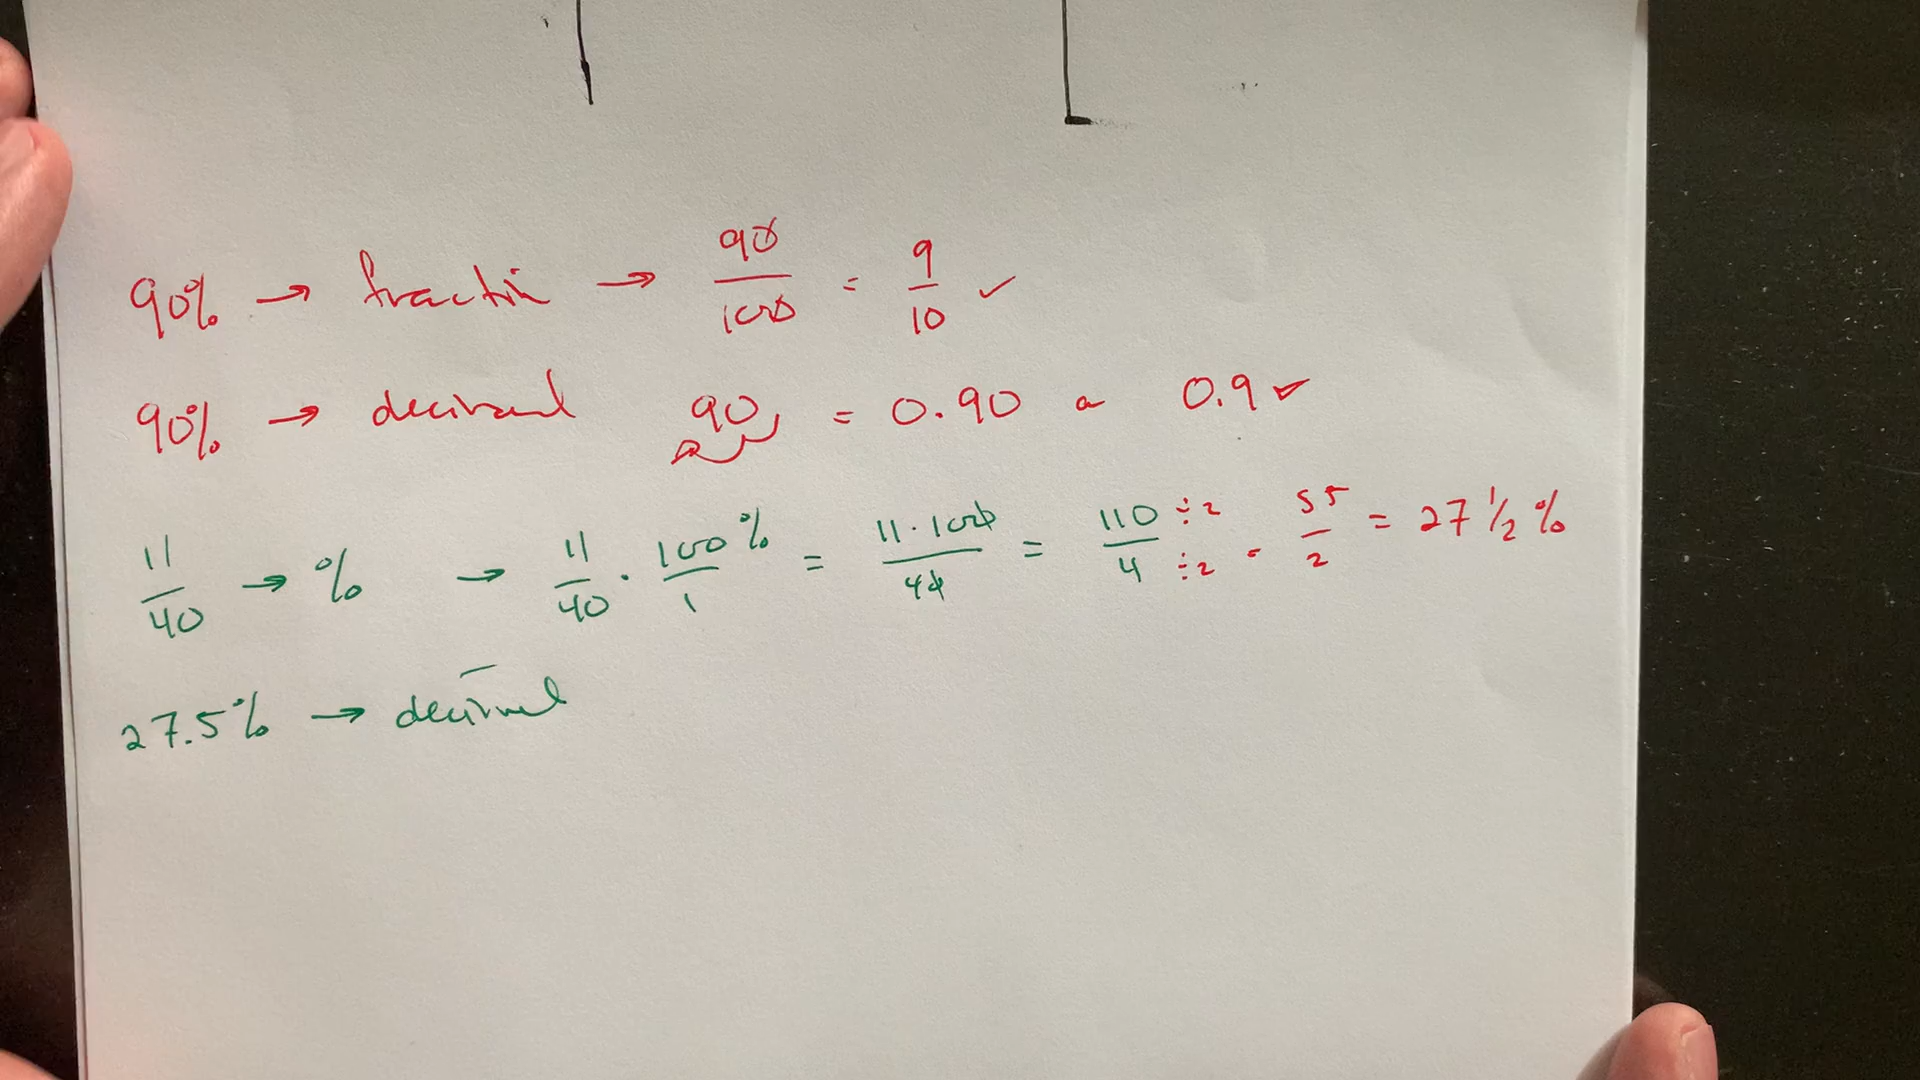 90% → fraction → 90/100 = 9/10 ✓
90% → decimal 90 = 0.90 or 0.9 ✓
11/40 → % → 11/40 · 100%/1 = 11·100/40 = 110/4 ÷2 ÷2 = 55/2 = 27 1/2 %
27.5% → decimal